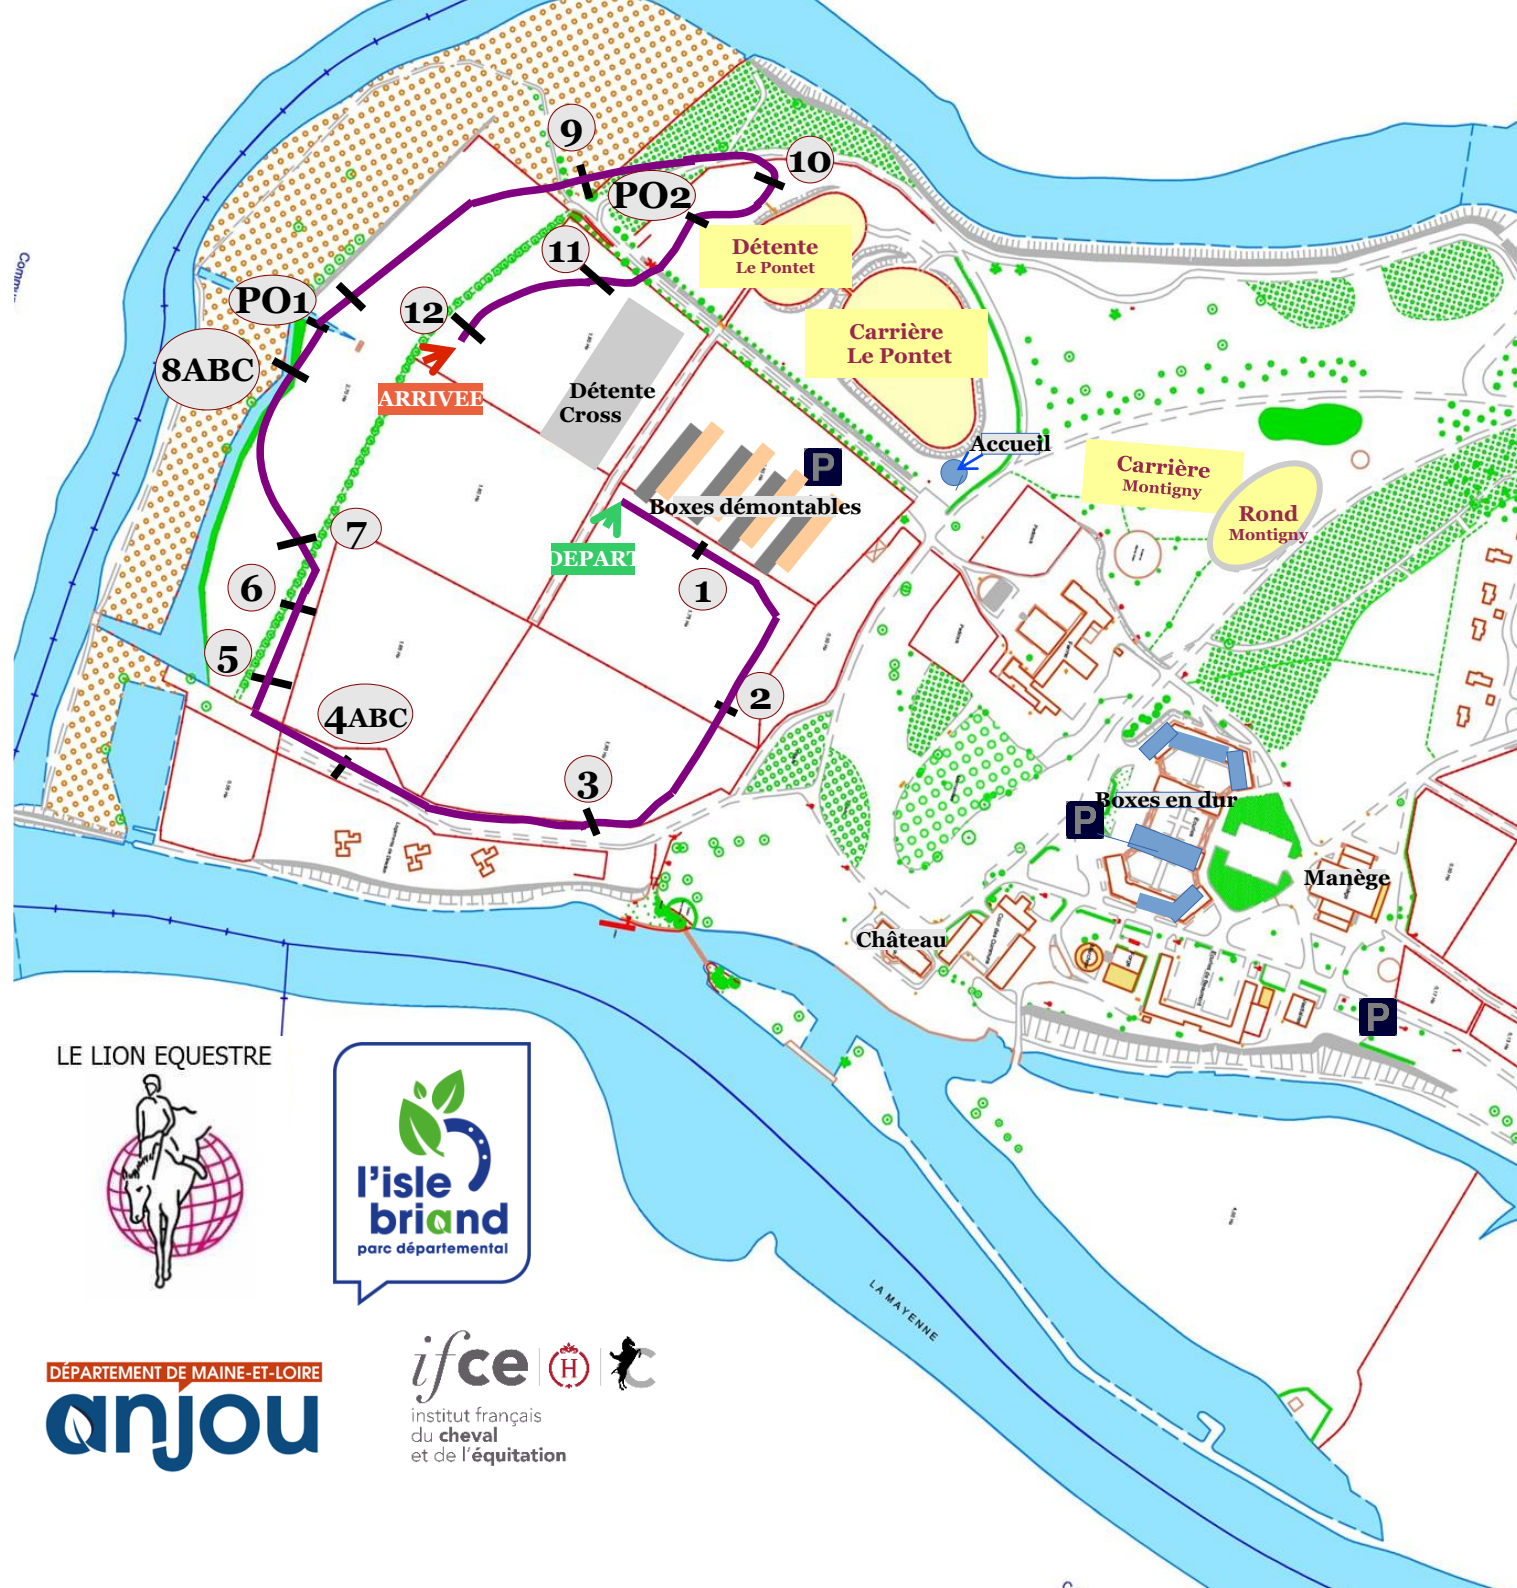 9
10
PO2
11
Détente
Le Pontet
PO1
12
8ABC
Carrière
Le Pontet
ARRIVEE
Détente
Cross
P
Accueil
Boxes démontables
Carrière
Montigny
Rond
Montigny
7
DEPART
6
1
5
2
4ABC
3
Boxes en dur
P
Manège
Château
P
LE LION EQUESTRE
l'isle
briand
parc départemental
LA MAYENNE
DÉPARTEMENT DE MAINE-ET-LOIRE
anjou
ifce
H
institut français
du cheval
et de l'équitation